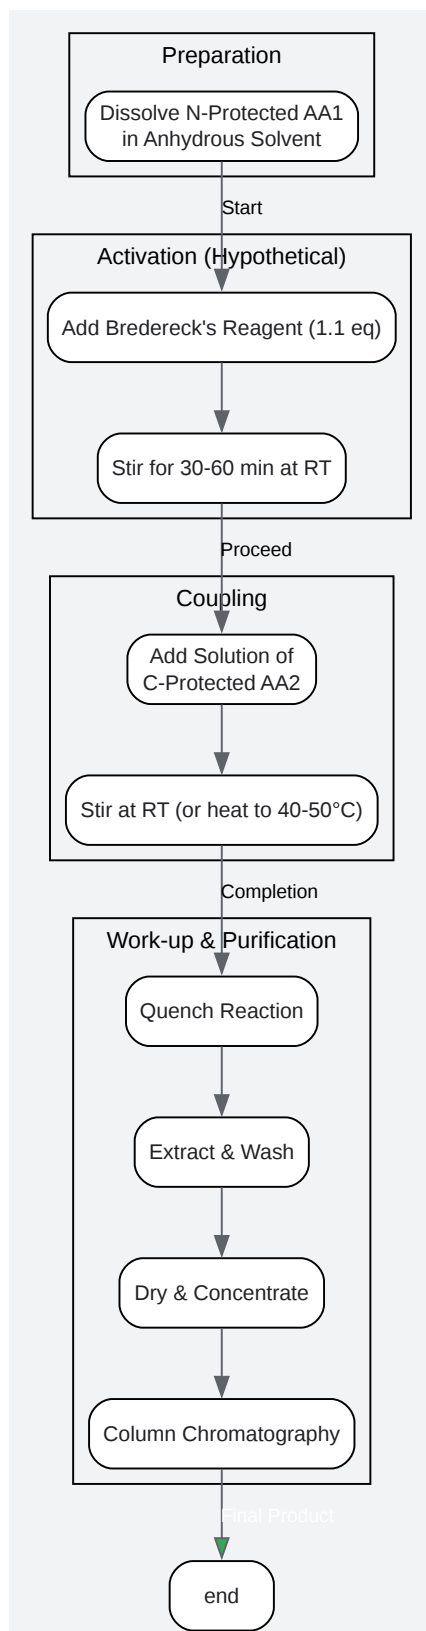 Preparation
Dissolve N-Protected AA1
in Anhydrous Solvent
Start
Activation (Hypothetical)
Add Bredereck's Reagent (1.1 eq)
Stir for 30-60 min at RT
Proceed
Coupling
Add Solution of
C-Protected AA2
Stir at RT (or heat to 40-50°C)
Completion
Work-up & Purification
Quench Reaction
Extract & Wash
Dry & Concentrate
Column Chromatography
Final Product
end